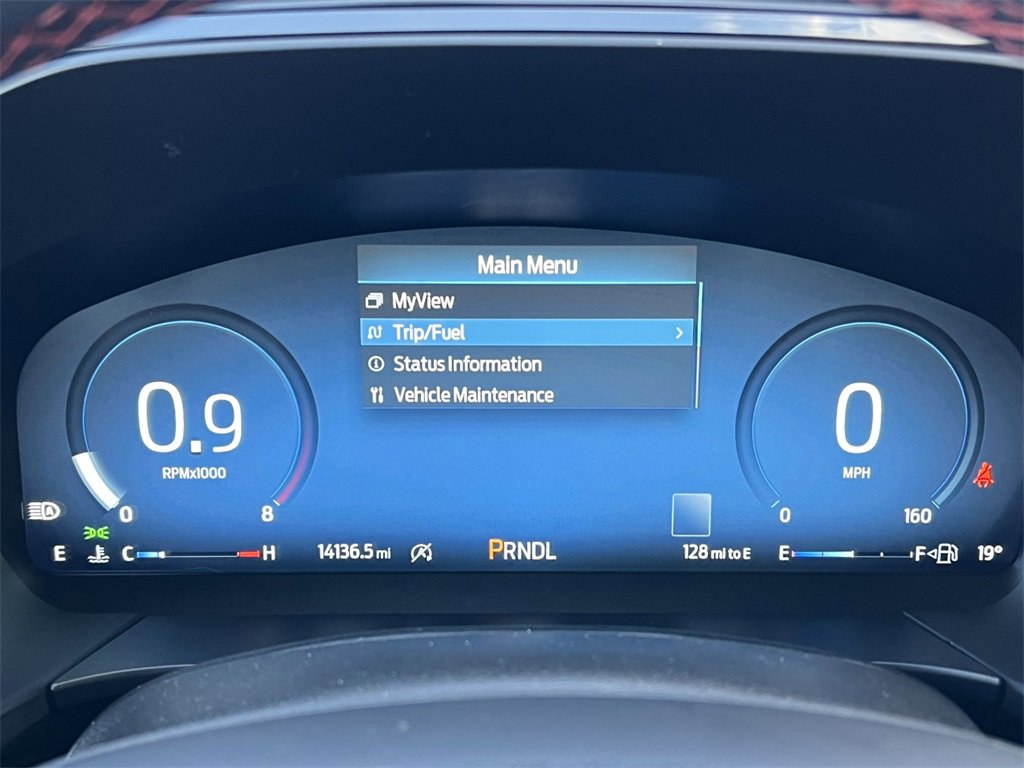 Main Menu
MyView
Trip/Fuel
Status Information
Vehicle Maintenance
0.9
RPMx1000
0
8
0
MPH
0
160
A
E
C
H
14136.5 mi
PRNDL
128 mi to E
E
F
19°